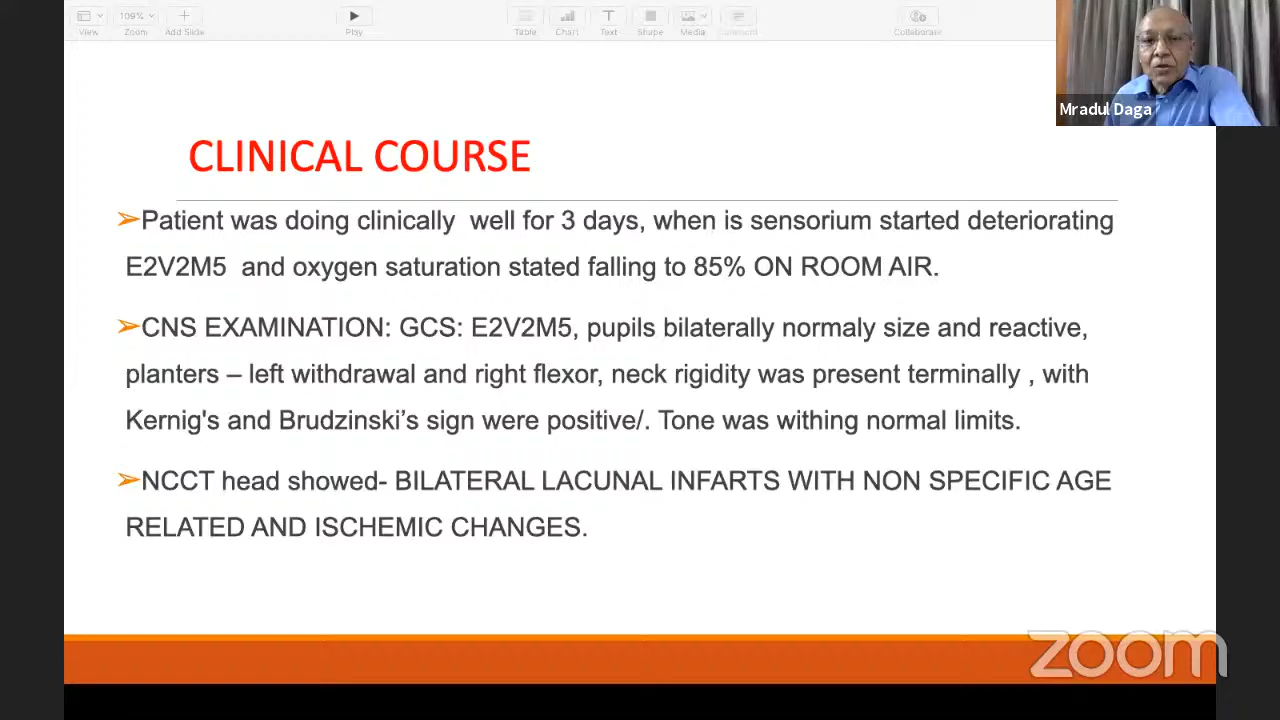 109%
View
Zoom
Add Slide
Play
Table
Chart
Text
Shape
Media
Comment
Collaborate
Mradul Daga
CLINICAL COURSE
➢Patient was doing clinically well for 3 days, when is sensorium started deteriorating
E2V2M5 and oxygen saturation stated falling to 85% ON ROOM AIR.
➢CNS EXAMINATION: GCS: E2V2M5, pupils bilaterally normaly size and reactive,
planters – left withdrawal and right flexor, neck rigidity was present terminally , with
Kernig's and Brudzinski’s sign were positive/. Tone was withing normal limits.
➢NCCT head showed- BILATERAL LACUNAL INFARTS WITH NON SPECIFIC AGE
RELATED AND ISCHEMIC CHANGES.
zoom